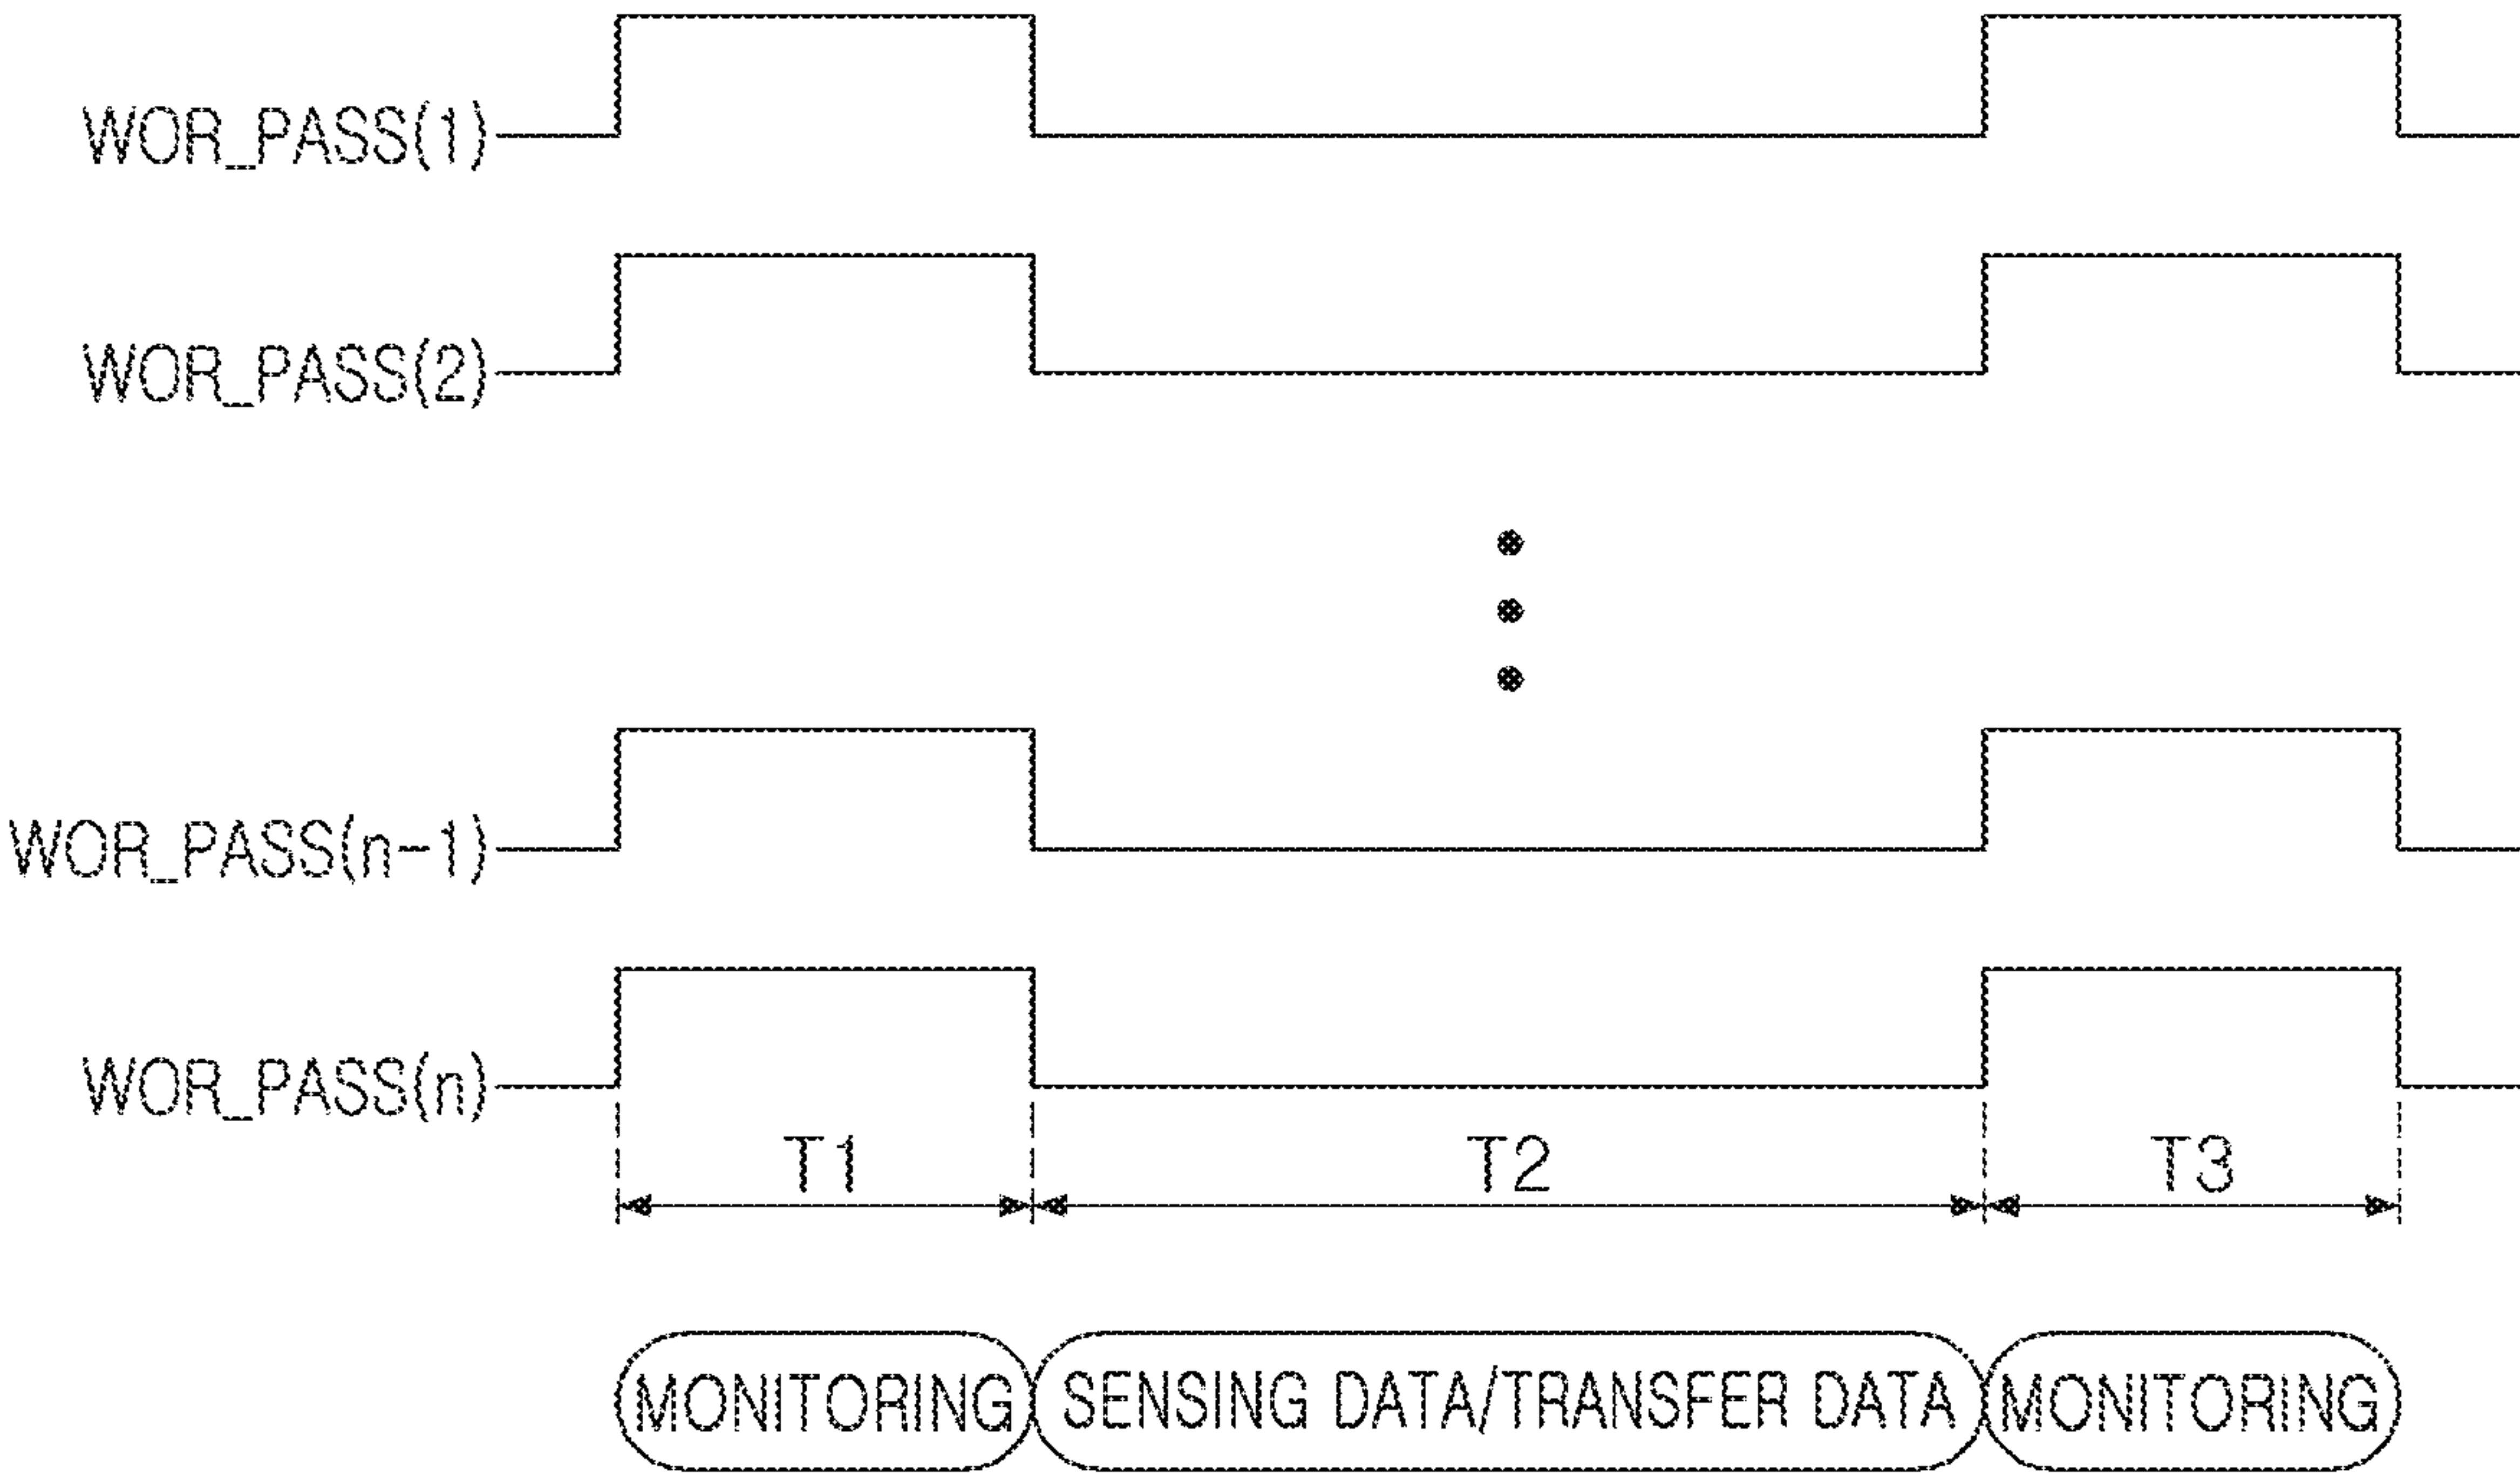 WOR_PASS(1)
WOR_PASS(2)
WOR_PASS(n-1)
WOR_PASS(n)
T1 T2 T3
MONITORING SENSING DATA/TRANSFER DATA MONITORING